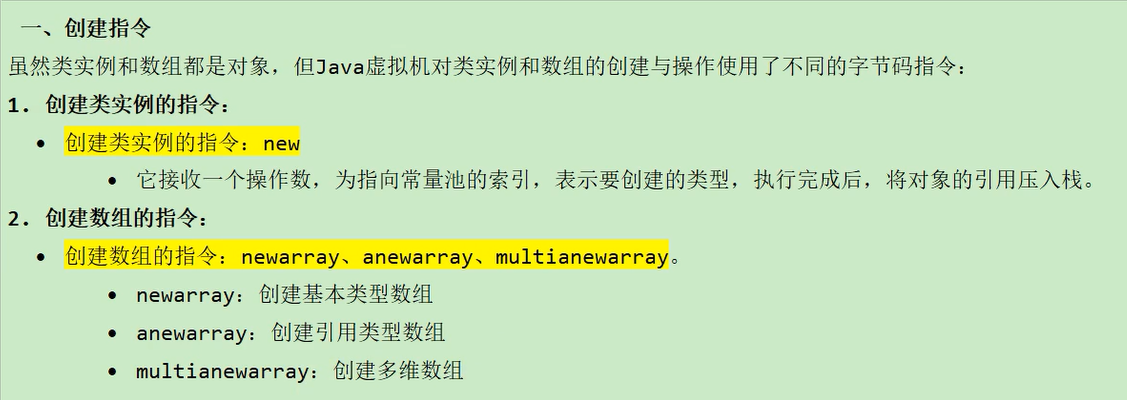 一、创建指令
虽然类实例和数组都是对象，但Java虚拟机对类实例和数组的创建与操作使用了不同的字节码指令：
1. 创建类实例的指令：
• 创建类实例的指令：new
• 它接收一个操作数，为指向常量池的索引，表示要创建的类型，执行完成后，将对象的引用压入栈。
2. 创建数组的指令：
• 创建数组的指令：newarray、anewarray、multianewarray。
• newarray：创建基本类型数组
• anewarray：创建引用类型数组
• multianewarray：创建多维数组